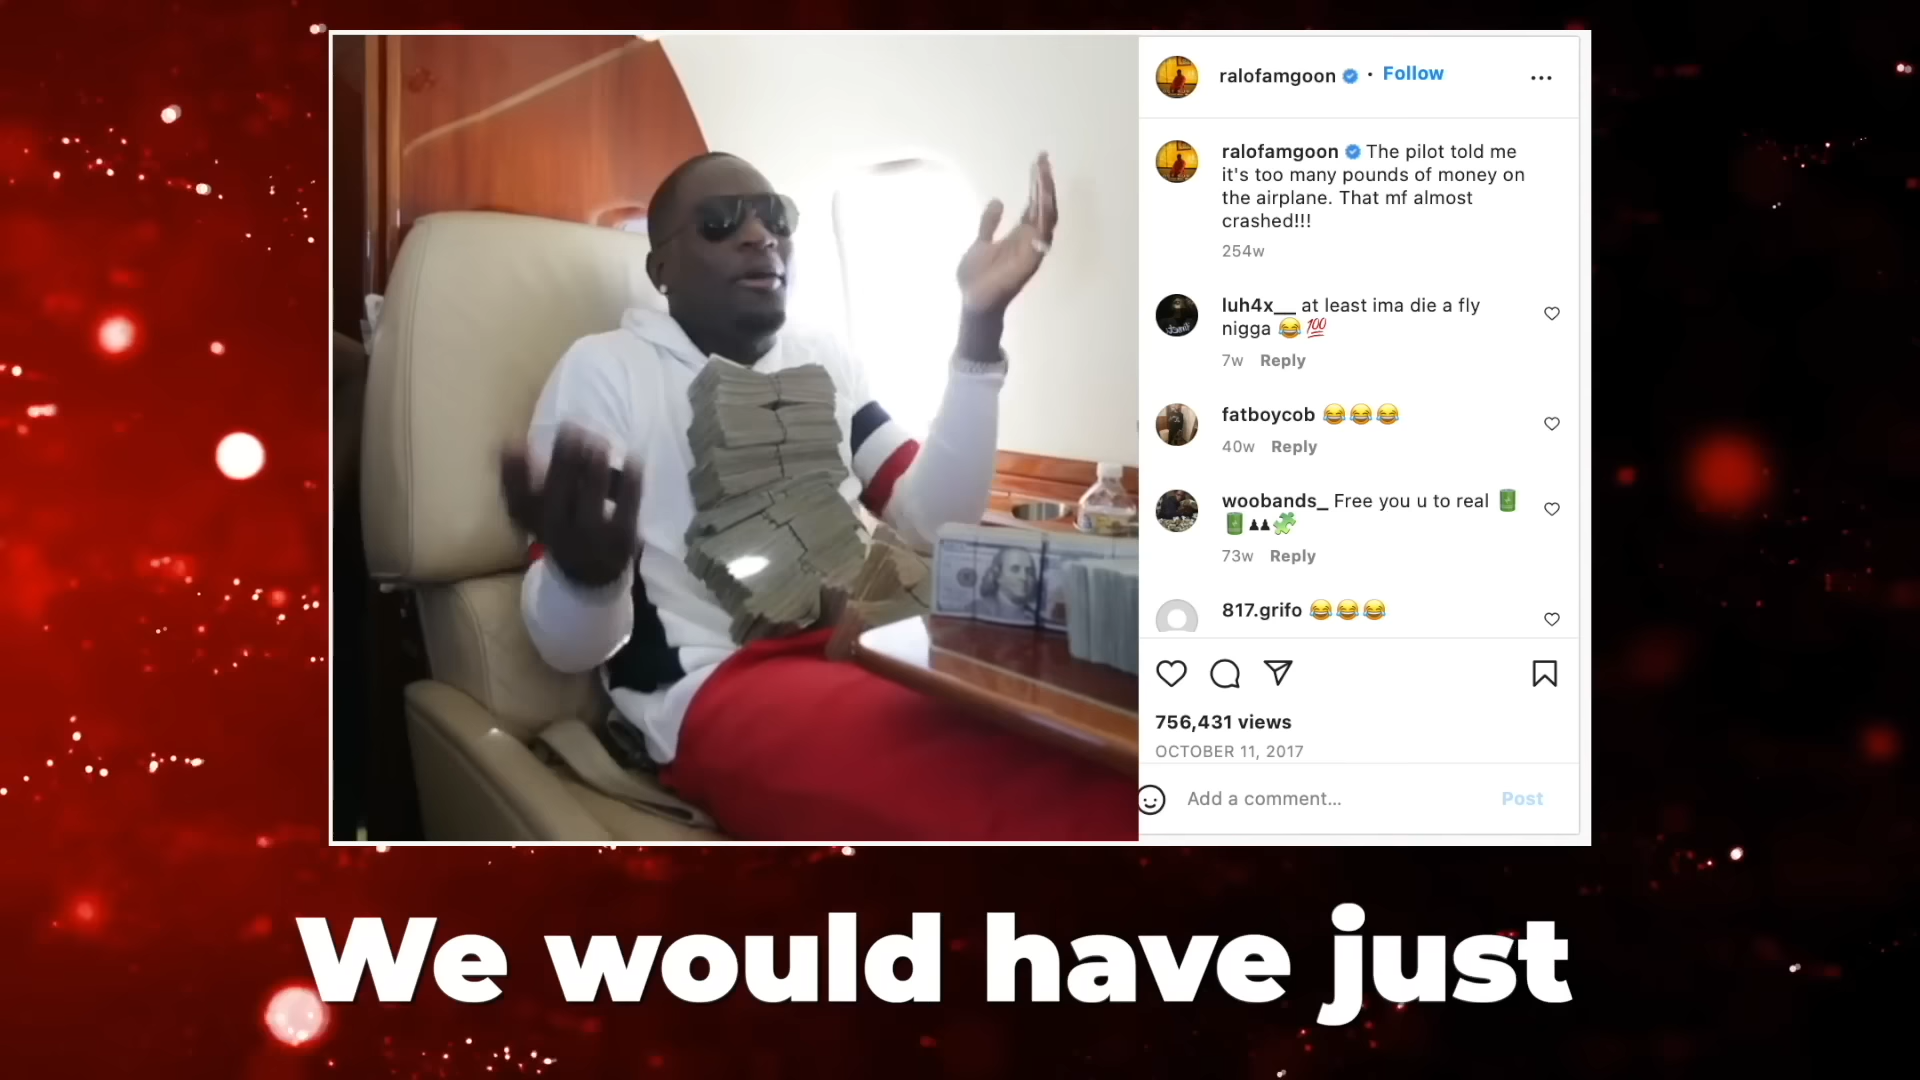 ralofamgoon • Follow
ralofamgoon The pilot told me
it's too many pounds of money on
the airplane. That mf almost
crashed!!!
254w
luh4x__ at least ima die a fly
nigga 😂 💯
7w Reply
fatboycob 😂😂😂
40w Reply
woobands_ Free you u to real 🔋
🔋♟♟🧩
73w Reply
817.grifo 😂😂😂
756,431 views
OCTOBER 11, 2017
Add a comment...
Post
We would have just